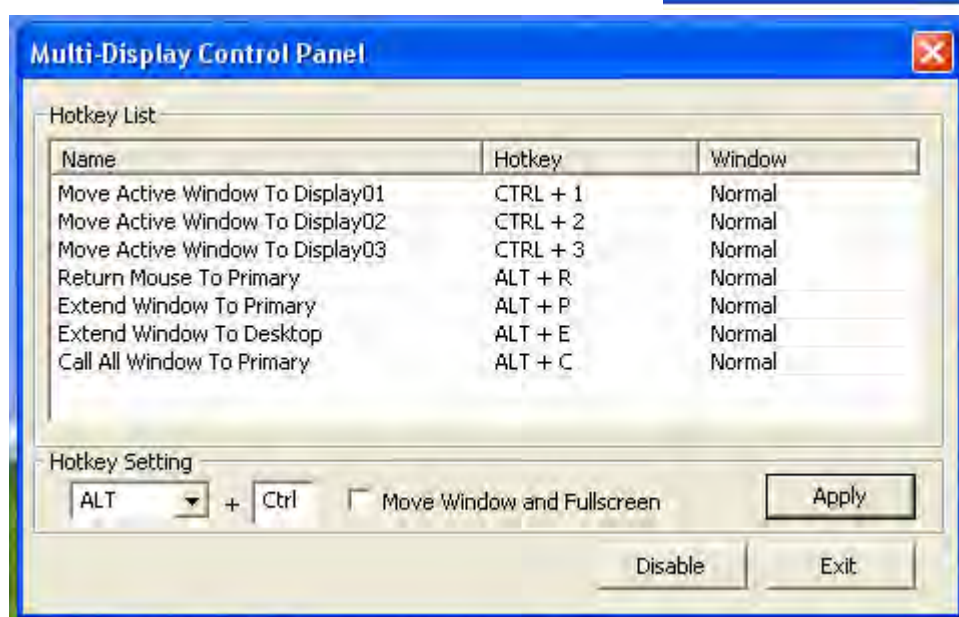 Multi-Display Control Panel
Hotkey List
Name Hotkey Window
Move Active Window To Display01 CTRL + 1 Normal
Move Active Window To Display02 CTRL + 2 Normal
Move Active Window To Display03 CTRL + 3 Normal
Return Mouse To Primary ALT + R Normal
Extend Window To Primary ALT + P Normal
Extend Window To Desktop ALT + E Normal
Call All Window To Primary ALT + C Normal
Hotkey Setting
ALT + Ctrl Move Window and Fullscreen Apply
Disable Exit